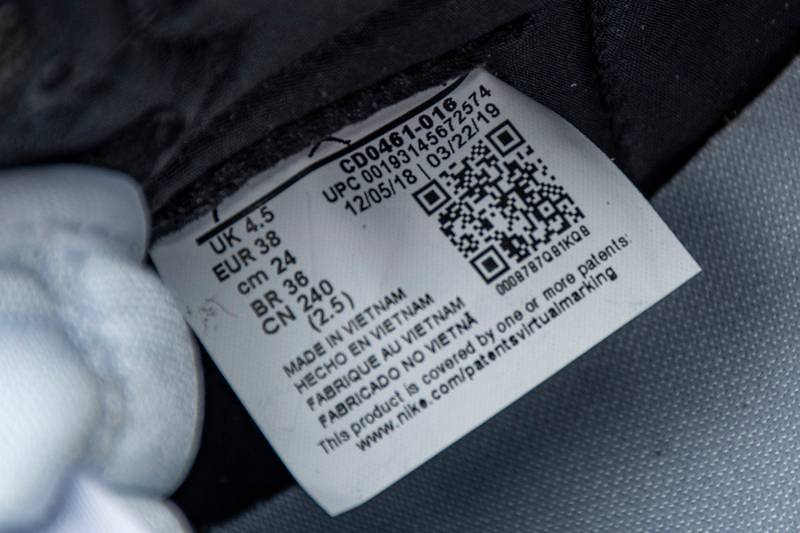 CD0461-016
UPC 00193145672574
12/05/18 | 03/22/19
UK 4.5
EUR 38
cm 24
BR 36
CN 240
(2.5)
0008787Q81KQ8
MADE IN VIETNAM
HECHO EN VIETNAM
FABRIQUE AU VIETNAM
FABRICADO NO VIETNÃ
This product is covered by one or more patents:
www.nike.com/patentsvirtualmarking